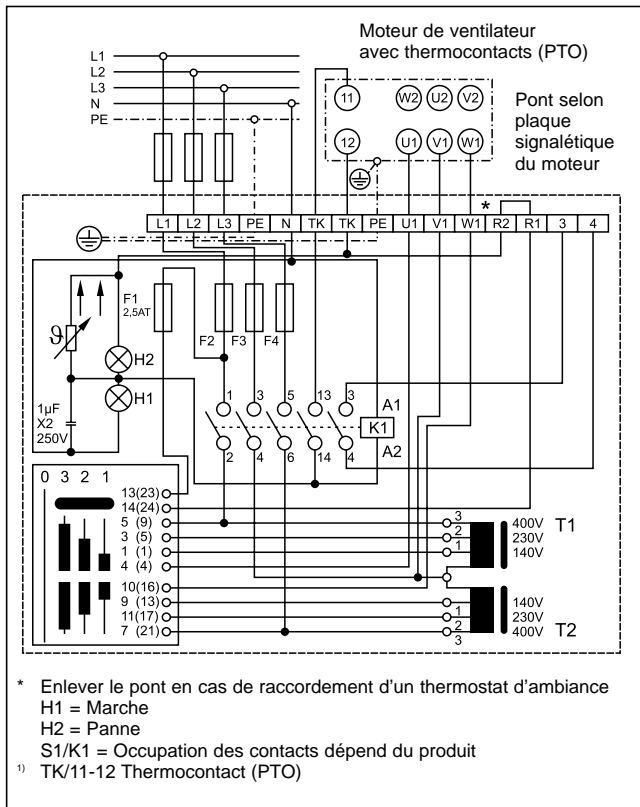 Moteur de ventilateur
avec thermocontacts (PTO)
L1
L2
L3
N
PE
11 W2 U2 V2
12 U1 V1 W1
Pont selon
plaque
signalétique
du moteur
*
L1 L2 L3 PE N TK TK PE U1 V1 W1 R2 R1 3 4
F1
2,5AT
F2 F3 F4
ϑ
H2
H1
1µF
X2
250V
1 3 5 13 3 A1
K1
2 4 6 14 4 A2
0 3 2 1
13(23)
14(24)
5 (9)
3 (5)
1 (1)
4 (4)
10(16)
9 (13)
11(17)
7 (21)
3 400V T1
2 230V
1 140V
140V
1 230V
2 400V T2
3
* Enlever le pont en cas de raccordement d'un thermostat d'ambiance
H1 = Marche
H2 = Panne
S1/K1 = Occupation des contacts dépend du produit
1) TK/11-12 Thermocontact (PTO)